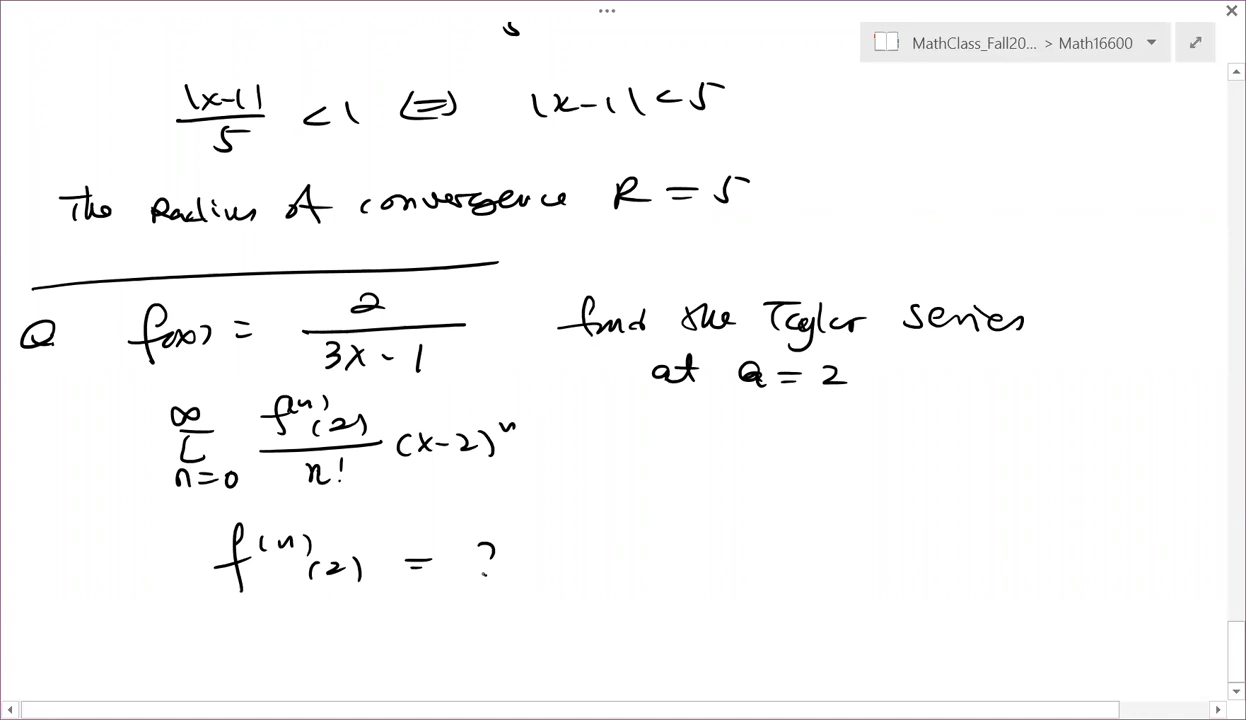 MathClass_Fall20... > Math16600
|x-1|/5 < 1 ⟺ |x-1| < 5
The Radius of convergence R = 5
Q f(x) = 2/(3x - 1) find the Taylor series
at a = 2
∞ Σ n=0 f^(n)(2)/n! (x-2)^n
f^(n)(2) = ?